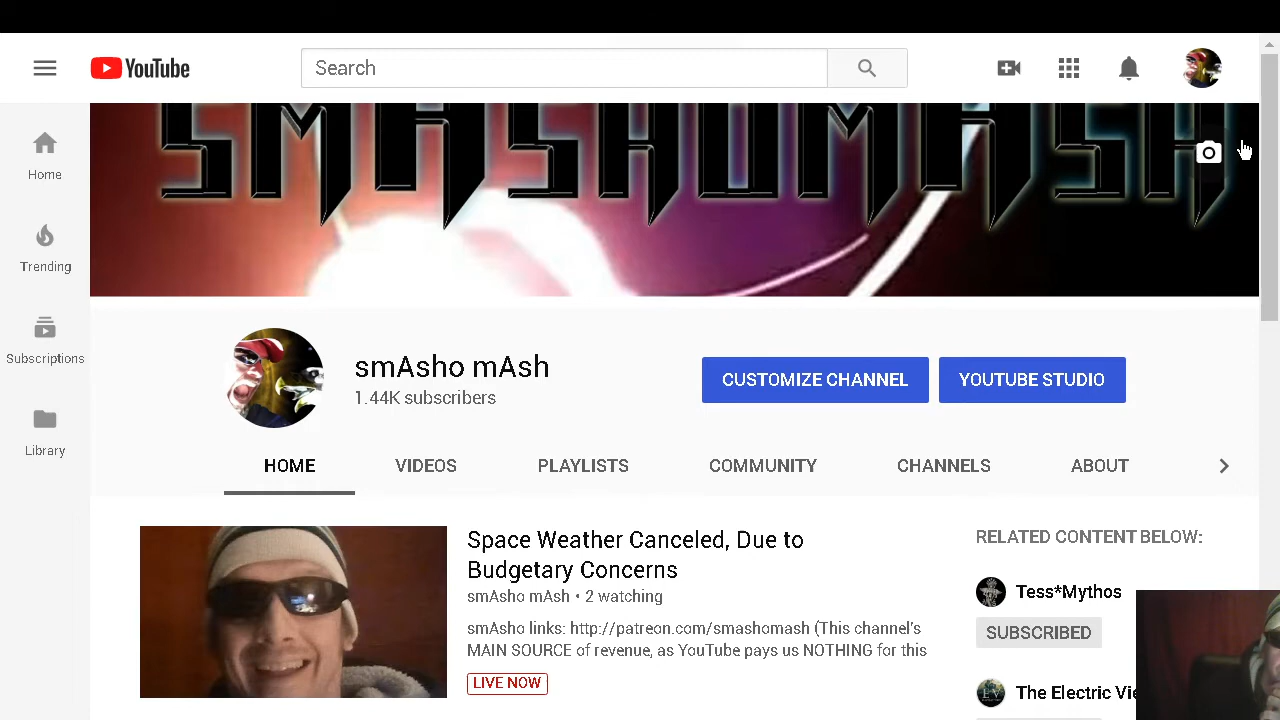 YouTube
Search
SMASHOMASH
Home
Trending
Subscriptions
Library
smAsho mAsh
1.44K subscribers
CUSTOMIZE CHANNEL
YOUTUBE STUDIO
HOME
VIDEOS
PLAYLISTS
COMMUNITY
CHANNELS
ABOUT
Space Weather Canceled, Due to
Budgetary Concerns
smAsho mAsh • 2 watching
smAsho links: http://patreon.com/smashomash (This channel's
MAIN SOURCE of revenue, as YouTube pays us NOTHING for this
LIVE NOW
RELATED CONTENT BELOW:
Tess*Mythos
SUBSCRIBED
The Electric